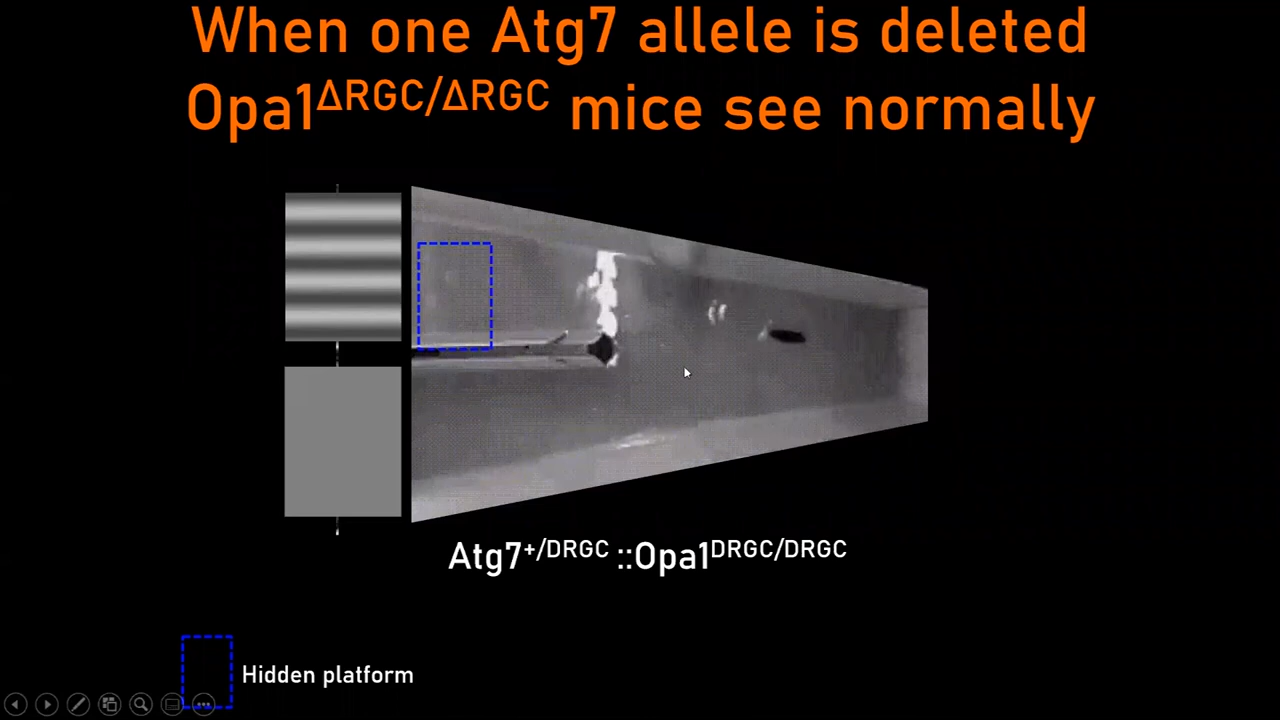 When one Atg7 allele is deleted
Opa1ΔRGC/ΔRGC mice see normally
Atg7+/DRGC ::Opa1DRGC/DRGC
Hidden platform